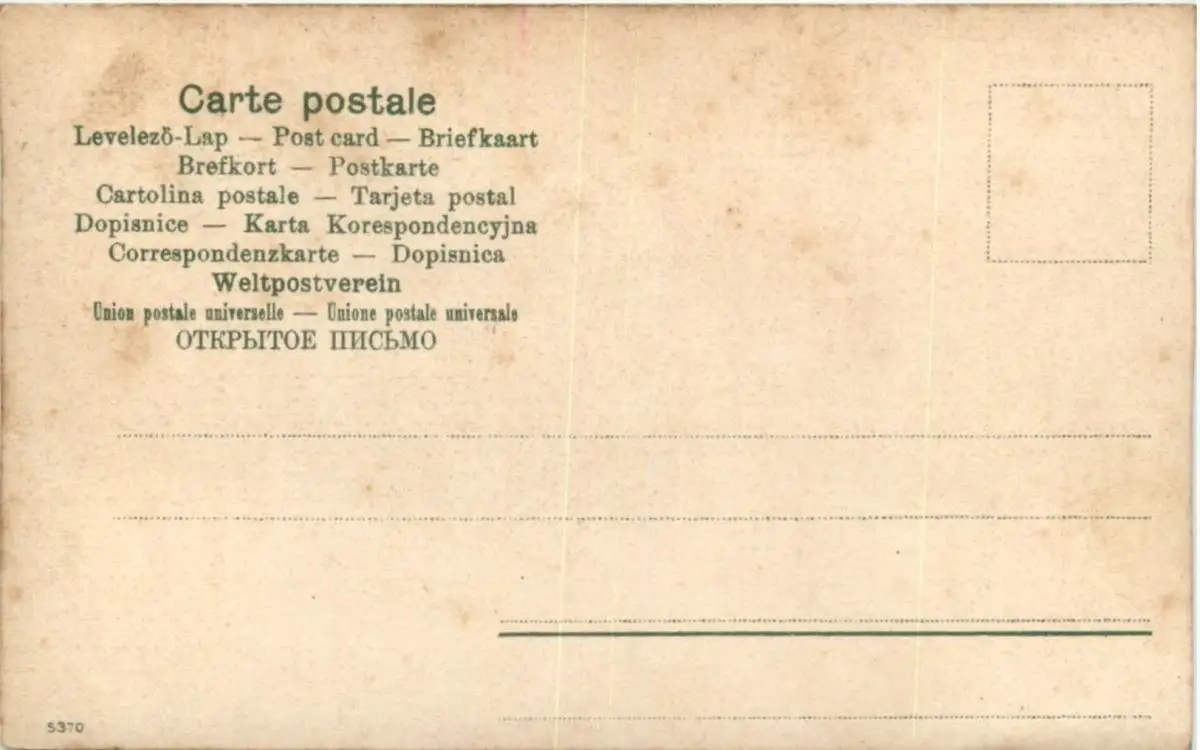 Carte postale
Levelező-Lap — Post card — Briefkaart
Brefkort — Postkarte
Cartolina postale — Tarjeta postal
Dopisnice — Karta Korespondencyjna
Correspondenzkarte — Dopisnica
Weltpostverein
Union postale universelle — Unione postale universale
ОТКРЫТОЕ ПИСЬМО
5370